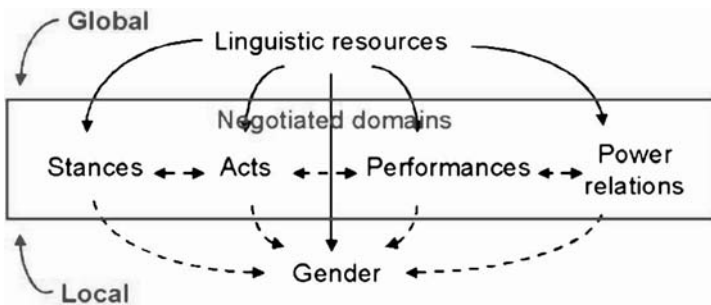 Global
Linguistic resources
Negotiated domains
Stances
Acts
Performances
Power
relations
Gender
Local